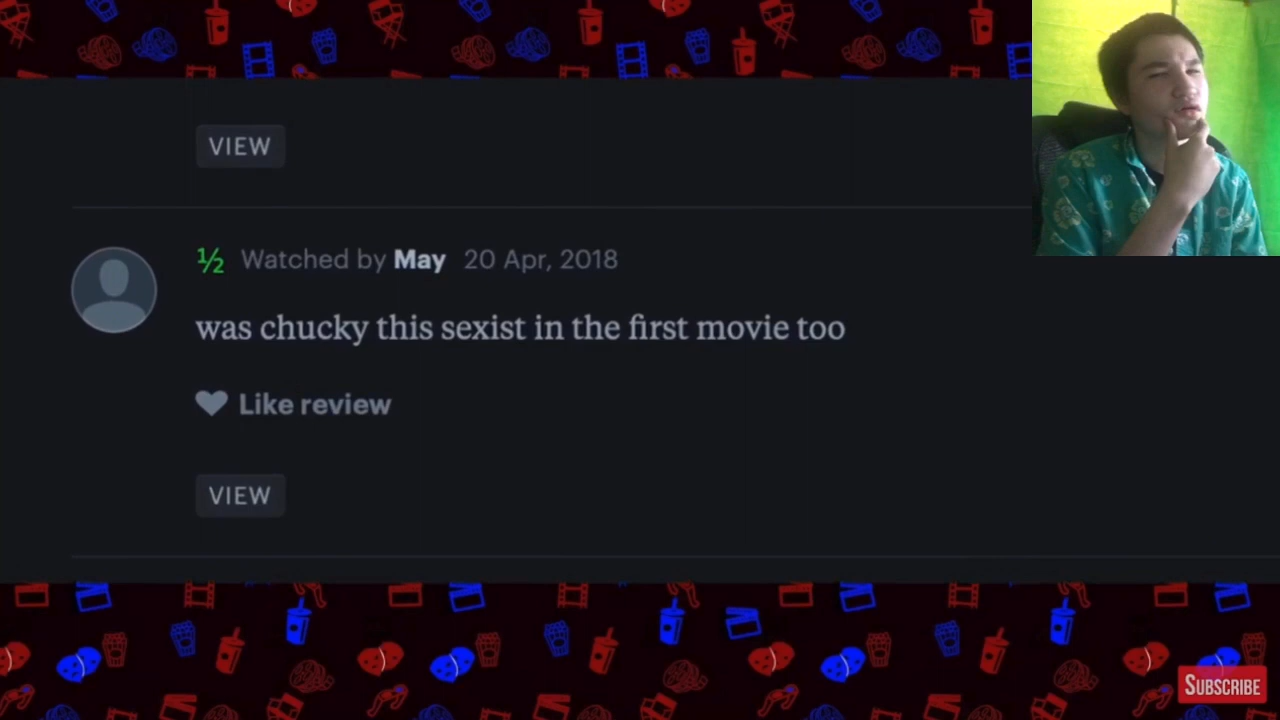 VIEW
½ Watched by May 20 Apr, 2018
was chucky this sexist in the first movie too
Like review
VIEW
SUBSCRIBE